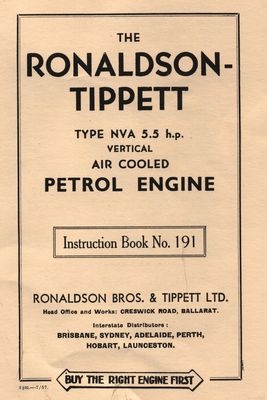 THE
RONALDSON-
TIPPETT
TYPE NVA 5.5 h.p.
VERTICAL
AIR COOLED
PETROL ENGINE
Instruction Book No. 191
RONALDSON BROS. & TIPPETT LTD.
Head Office and Works: CRESWICK ROAD, BALLARAT.
Interstate Distributors:
BRISBANE, SYDNEY, ADELAIDE, PERTH,
HOBART, LAUNCESTON.
BUY THE RIGHT ENGINE FIRST